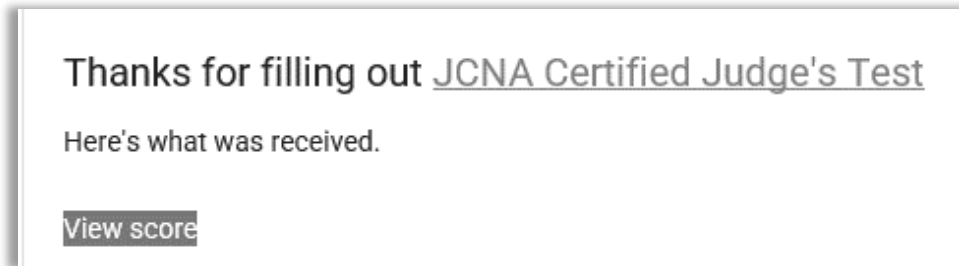 Thanks for filling out JCNA Certified Judge's Test
Here's what was received.
View score